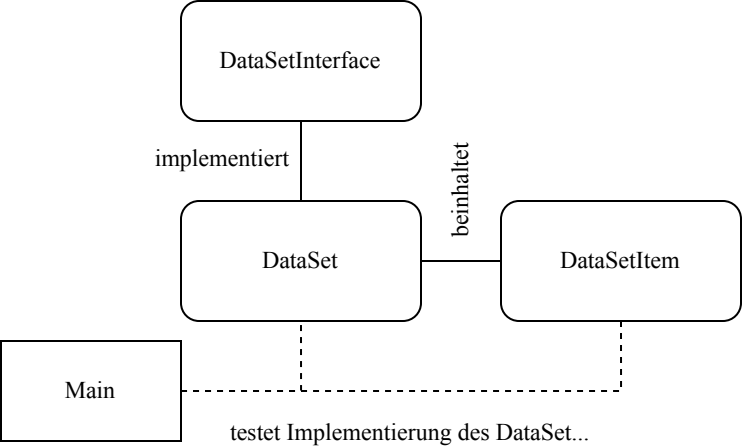 DataSetInterface
implementiert
beinhaltet
DataSet
DataSetItem
Main
testet Implementierung des DataSet...